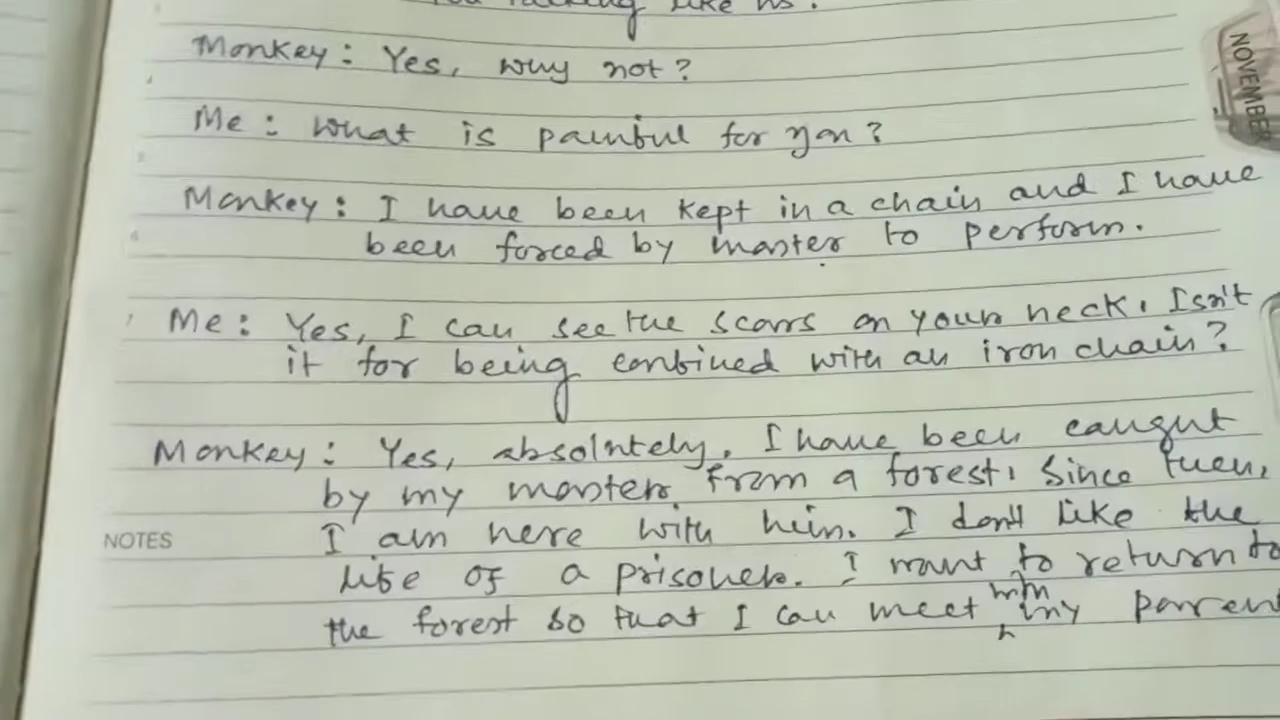 like us.
Monkey: Yes, why not?
Me: What is painful for you?
Monkey: I have been kept in a chain and I have
been forced by master to perform.
Me: Yes, I can see the scars on your neck. Isn't
it for being confined with an iron chain?
Monkey: Yes, absolutely. I have been caught
by my master from a forest. Since then,
I am here with him. I don't like the
life of a prisoner. I want to return to
the forest so that I can meet with my paren
NOTES
NOVEMBER